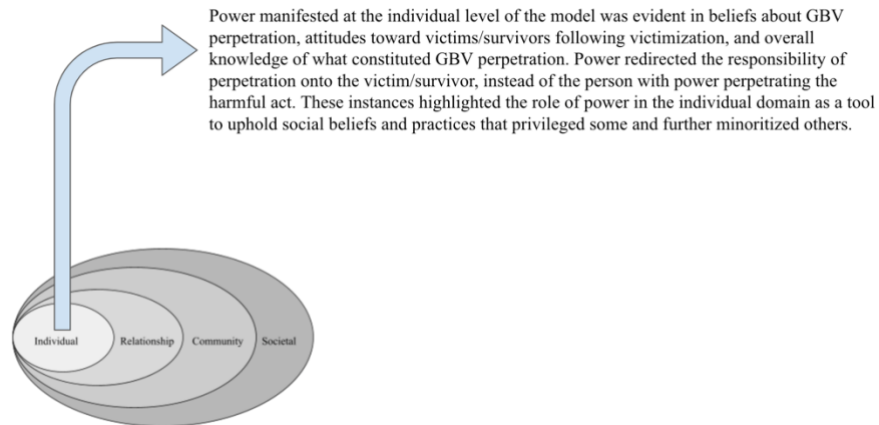 Power manifested at the individual level of the model was evident in beliefs about GBV
perpetration, attitudes toward victims/survivors following victimization, and overall
knowledge of what constituted GBV perpetration. Power redirected the responsibility of
perpetration onto the victim/survivor, instead of the person with power perpetrating the
harmful act. These instances highlighted the role of power in the individual domain as a tool
to uphold social beliefs and practices that privileged some and further minoritized others.
Individual
Relationship
Community
Societal